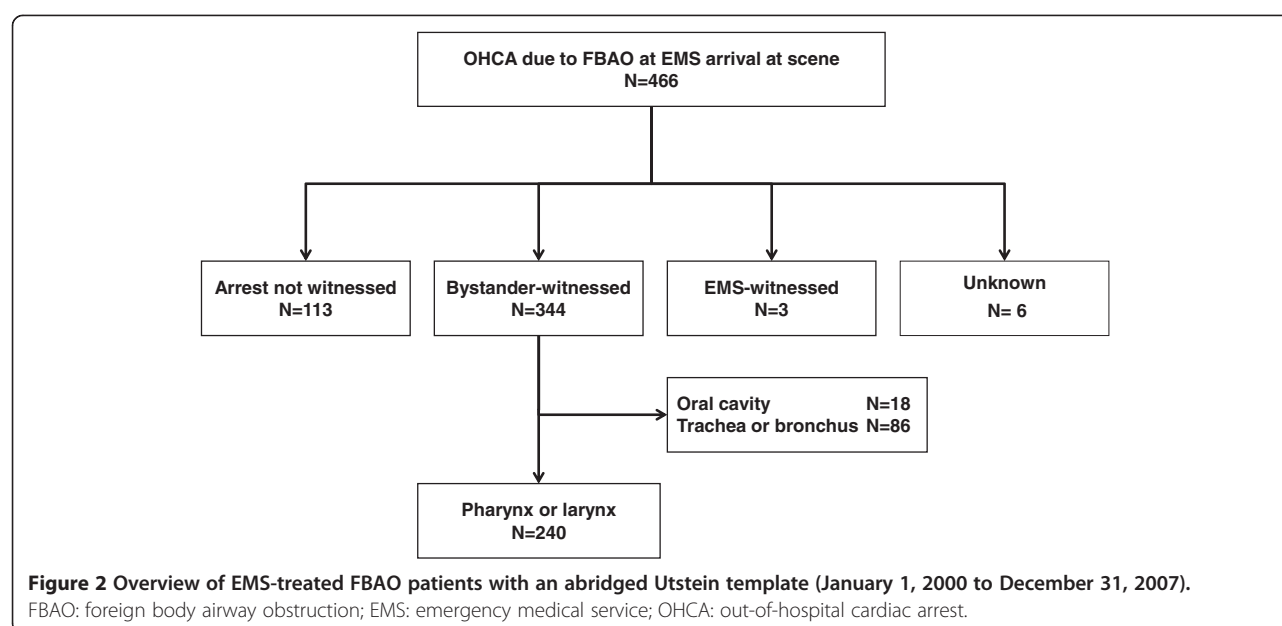 OHCA due to FBAO at EMS arrival at scene
N=466
Arrest not witnessed
N=113
Bystander-witnessed
N=344
EMS-witnessed
N=3
Unknown
N= 6
Oral cavity N=18
Trachea or bronchus N=86
Pharynx or larynx
N=240
Figure 2 Overview of EMS-treated FBAO patients with an abridged Utstein template (January 1, 2000 to December 31, 2007).
FBAO: foreign body airway obstruction; EMS: emergency medical service; OHCA: out-of-hospital cardiac arrest.